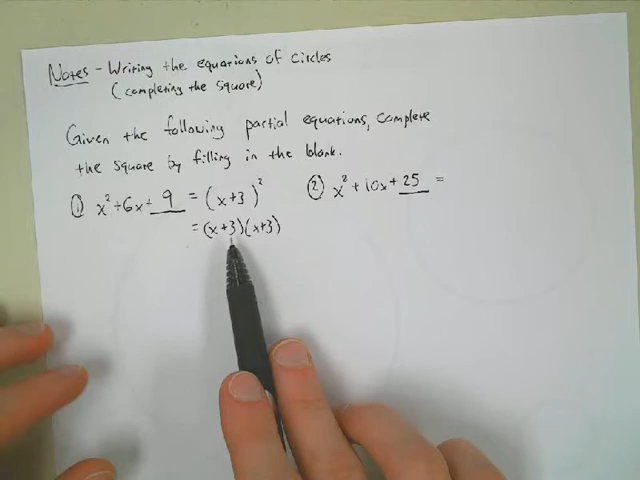 Notes - Writing the equations of circles
(completing the square)
Given the following partial equations, complete
the square by filling in the blank.
① x² + 6x + 9 = (x+3)²
= (x+3)(x+3)
② x² + 10x + 25 =